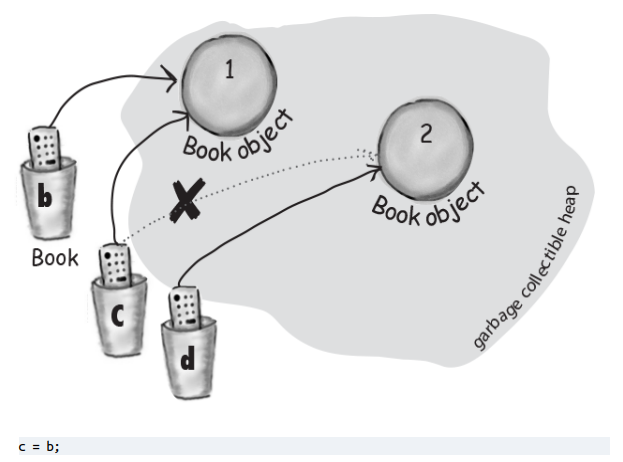 1
Book object
2
Book object
b
Book
c
d
garbage collectible heap
c = b;